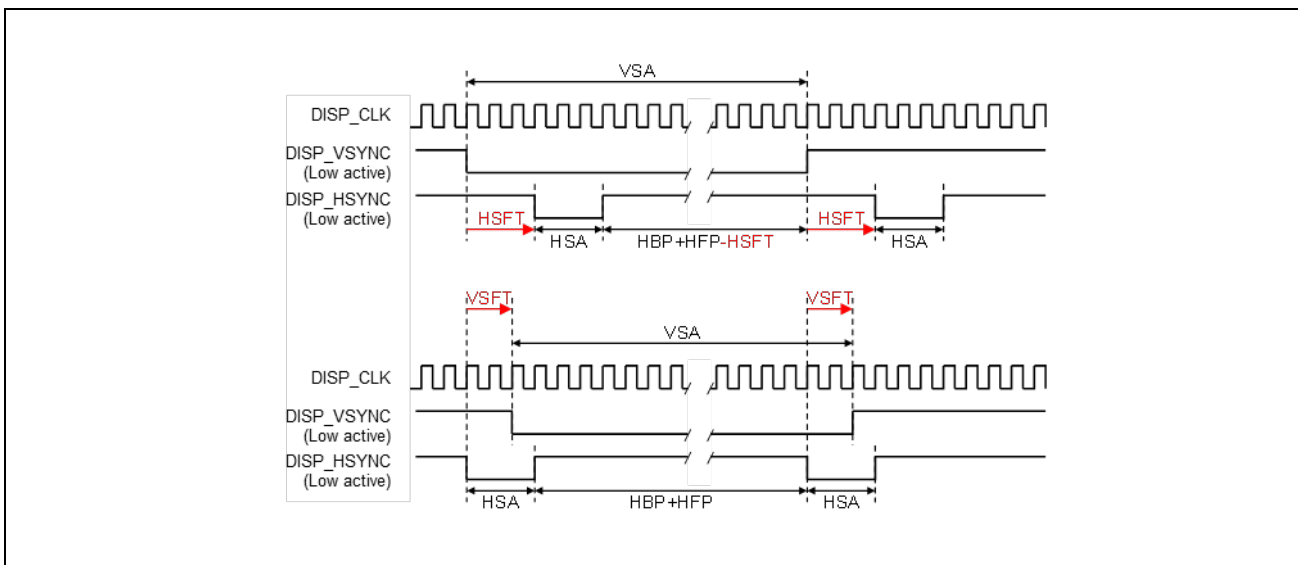 VSA
DISP_CLK
DISP_VSYNC
(Low active)
DISP_HSYNC
(Low active)
HSFT
HSFT
HSA
HBP+HFP-HSFT
HSA
VSFT
VSFT
VSA
DISP_CLK
DISP_VSYNC
(Low active)
DISP_HSYNC
(Low active)
HSA
HBP+HFP
HSA